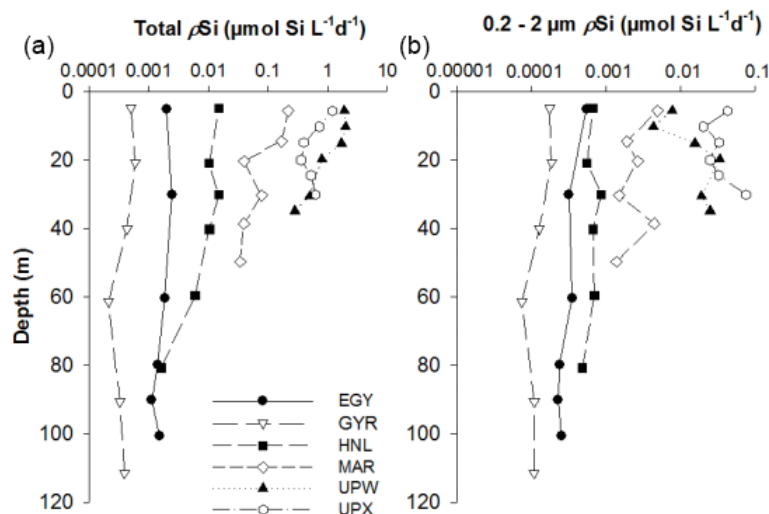 (a) Total ρSi (µmol Si L⁻¹d⁻¹)
0.0001 0.001 0.01 0.1 1 10
0
20
40
60
80
100
120
Depth (m)
EGY
GYR
HNL
MAR
UPW
UPX
(b) 0.2 - 2 µm ρSi (µmol Si L⁻¹d⁻¹)
0.00001 0.0001 0.001 0.01 0.1
0
20
40
60
80
100
120